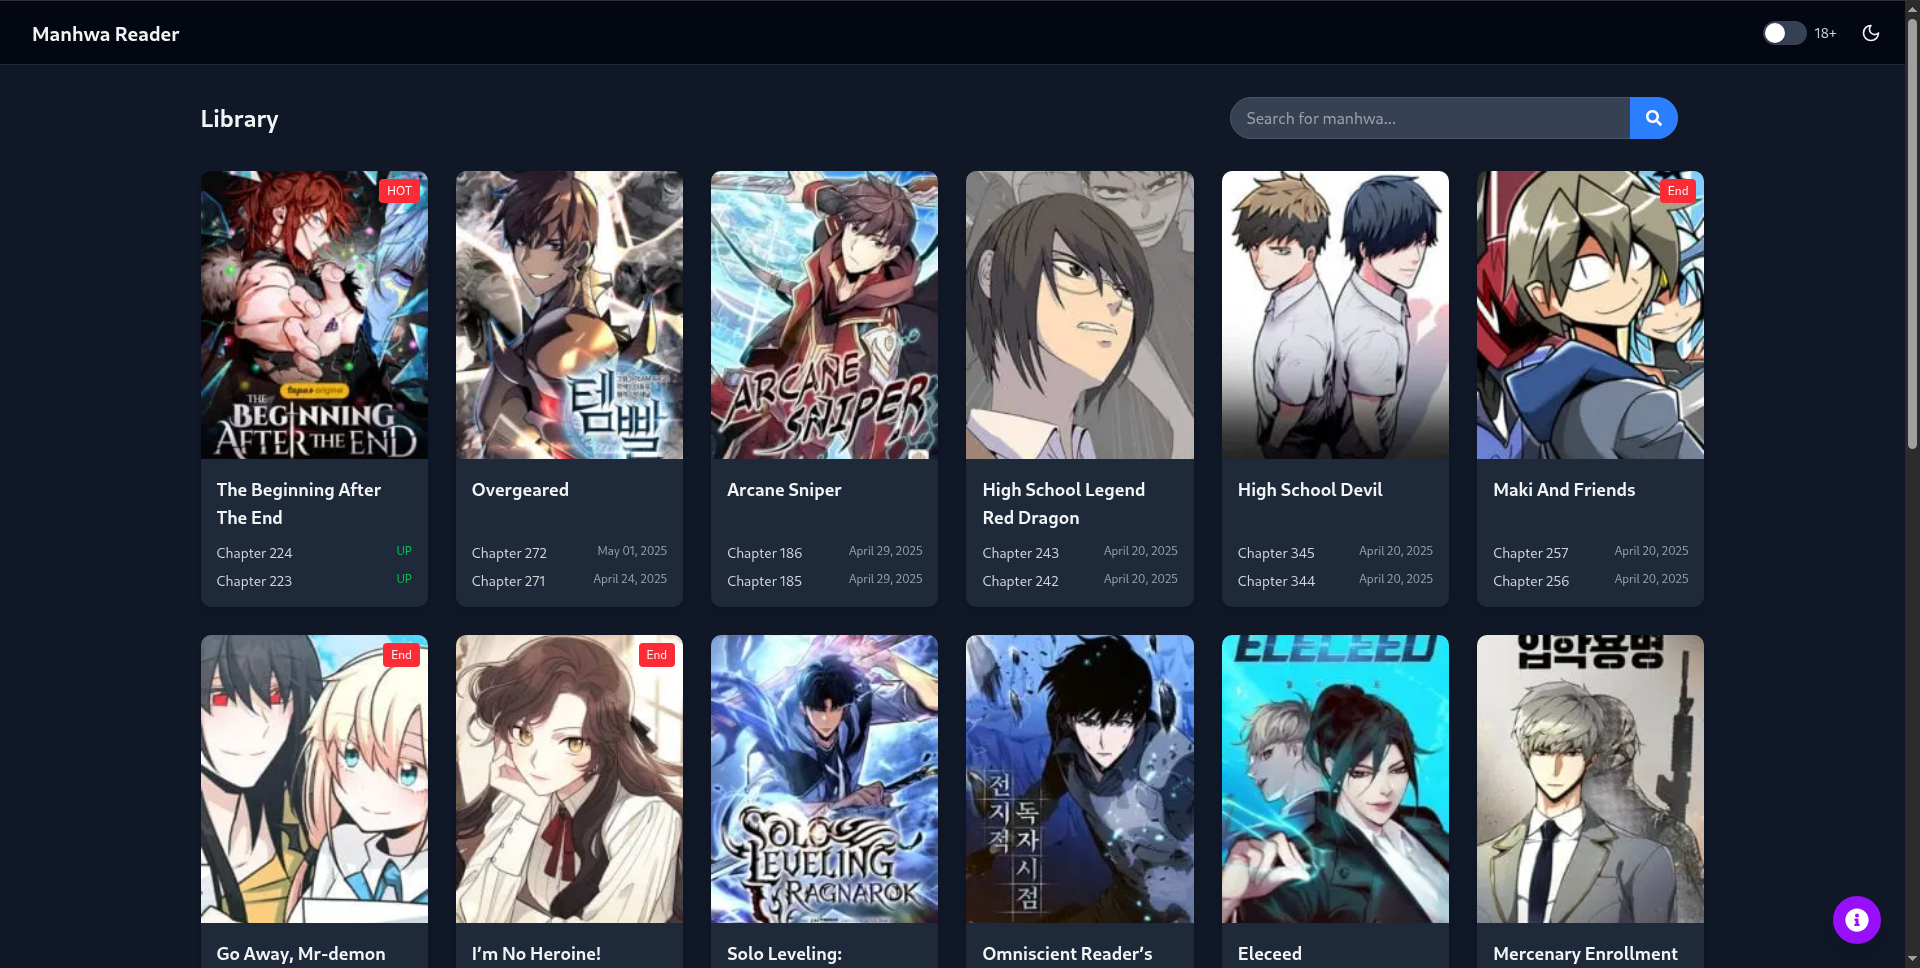 Manhwa Reader
18+
Library
Search for manhwa...
HOT
tapas original
THE
BEGINNING
AFTER THE END
The Beginning After
The End
Chapter 224 UP
Chapter 223 UP
템빨
Overgeared
Chapter 272 May 01, 2025
Chapter 271 April 24, 2025
ARCANE
SNIPER
Arcane Sniper
Chapter 186 April 29, 2025
Chapter 185 April 29, 2025
High School Legend
Red Dragon
Chapter 243 April 20, 2025
Chapter 242 April 20, 2025
High School Devil
Chapter 345 April 20, 2025
Chapter 344 April 20, 2025
End
Maki And Friends
Chapter 257 April 20, 2025
Chapter 256 April 20, 2025
End
Go Away, Mr-demon
End
I’m No Heroine!
SOLO
LEVELING
RAGNAROK
Solo Leveling:
전지적
독자시점
Omniscient Reader’s
ELECEED
Eleceed
입학용병
Mercenary Enrollment